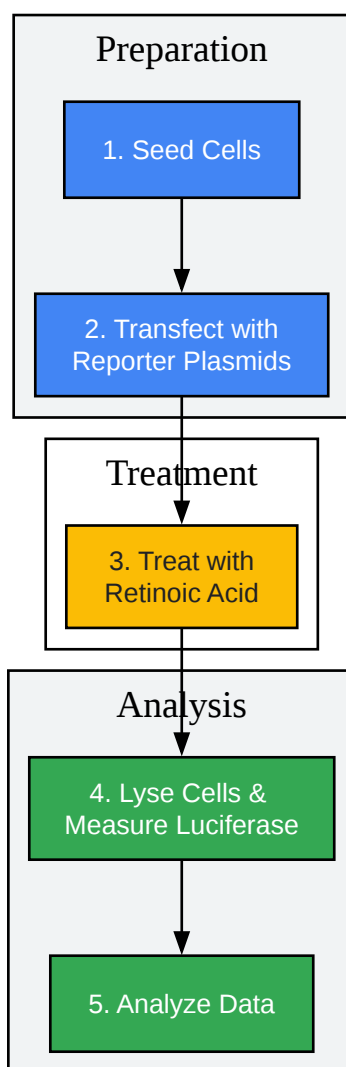 Preparation
1. Seed Cells
2. Transfect with
Reporter Plasmids
Treatment
3. Treat with
Retinoic Acid
Analysis
4. Lyse Cells &
Measure Luciferase
5. Analyze Data